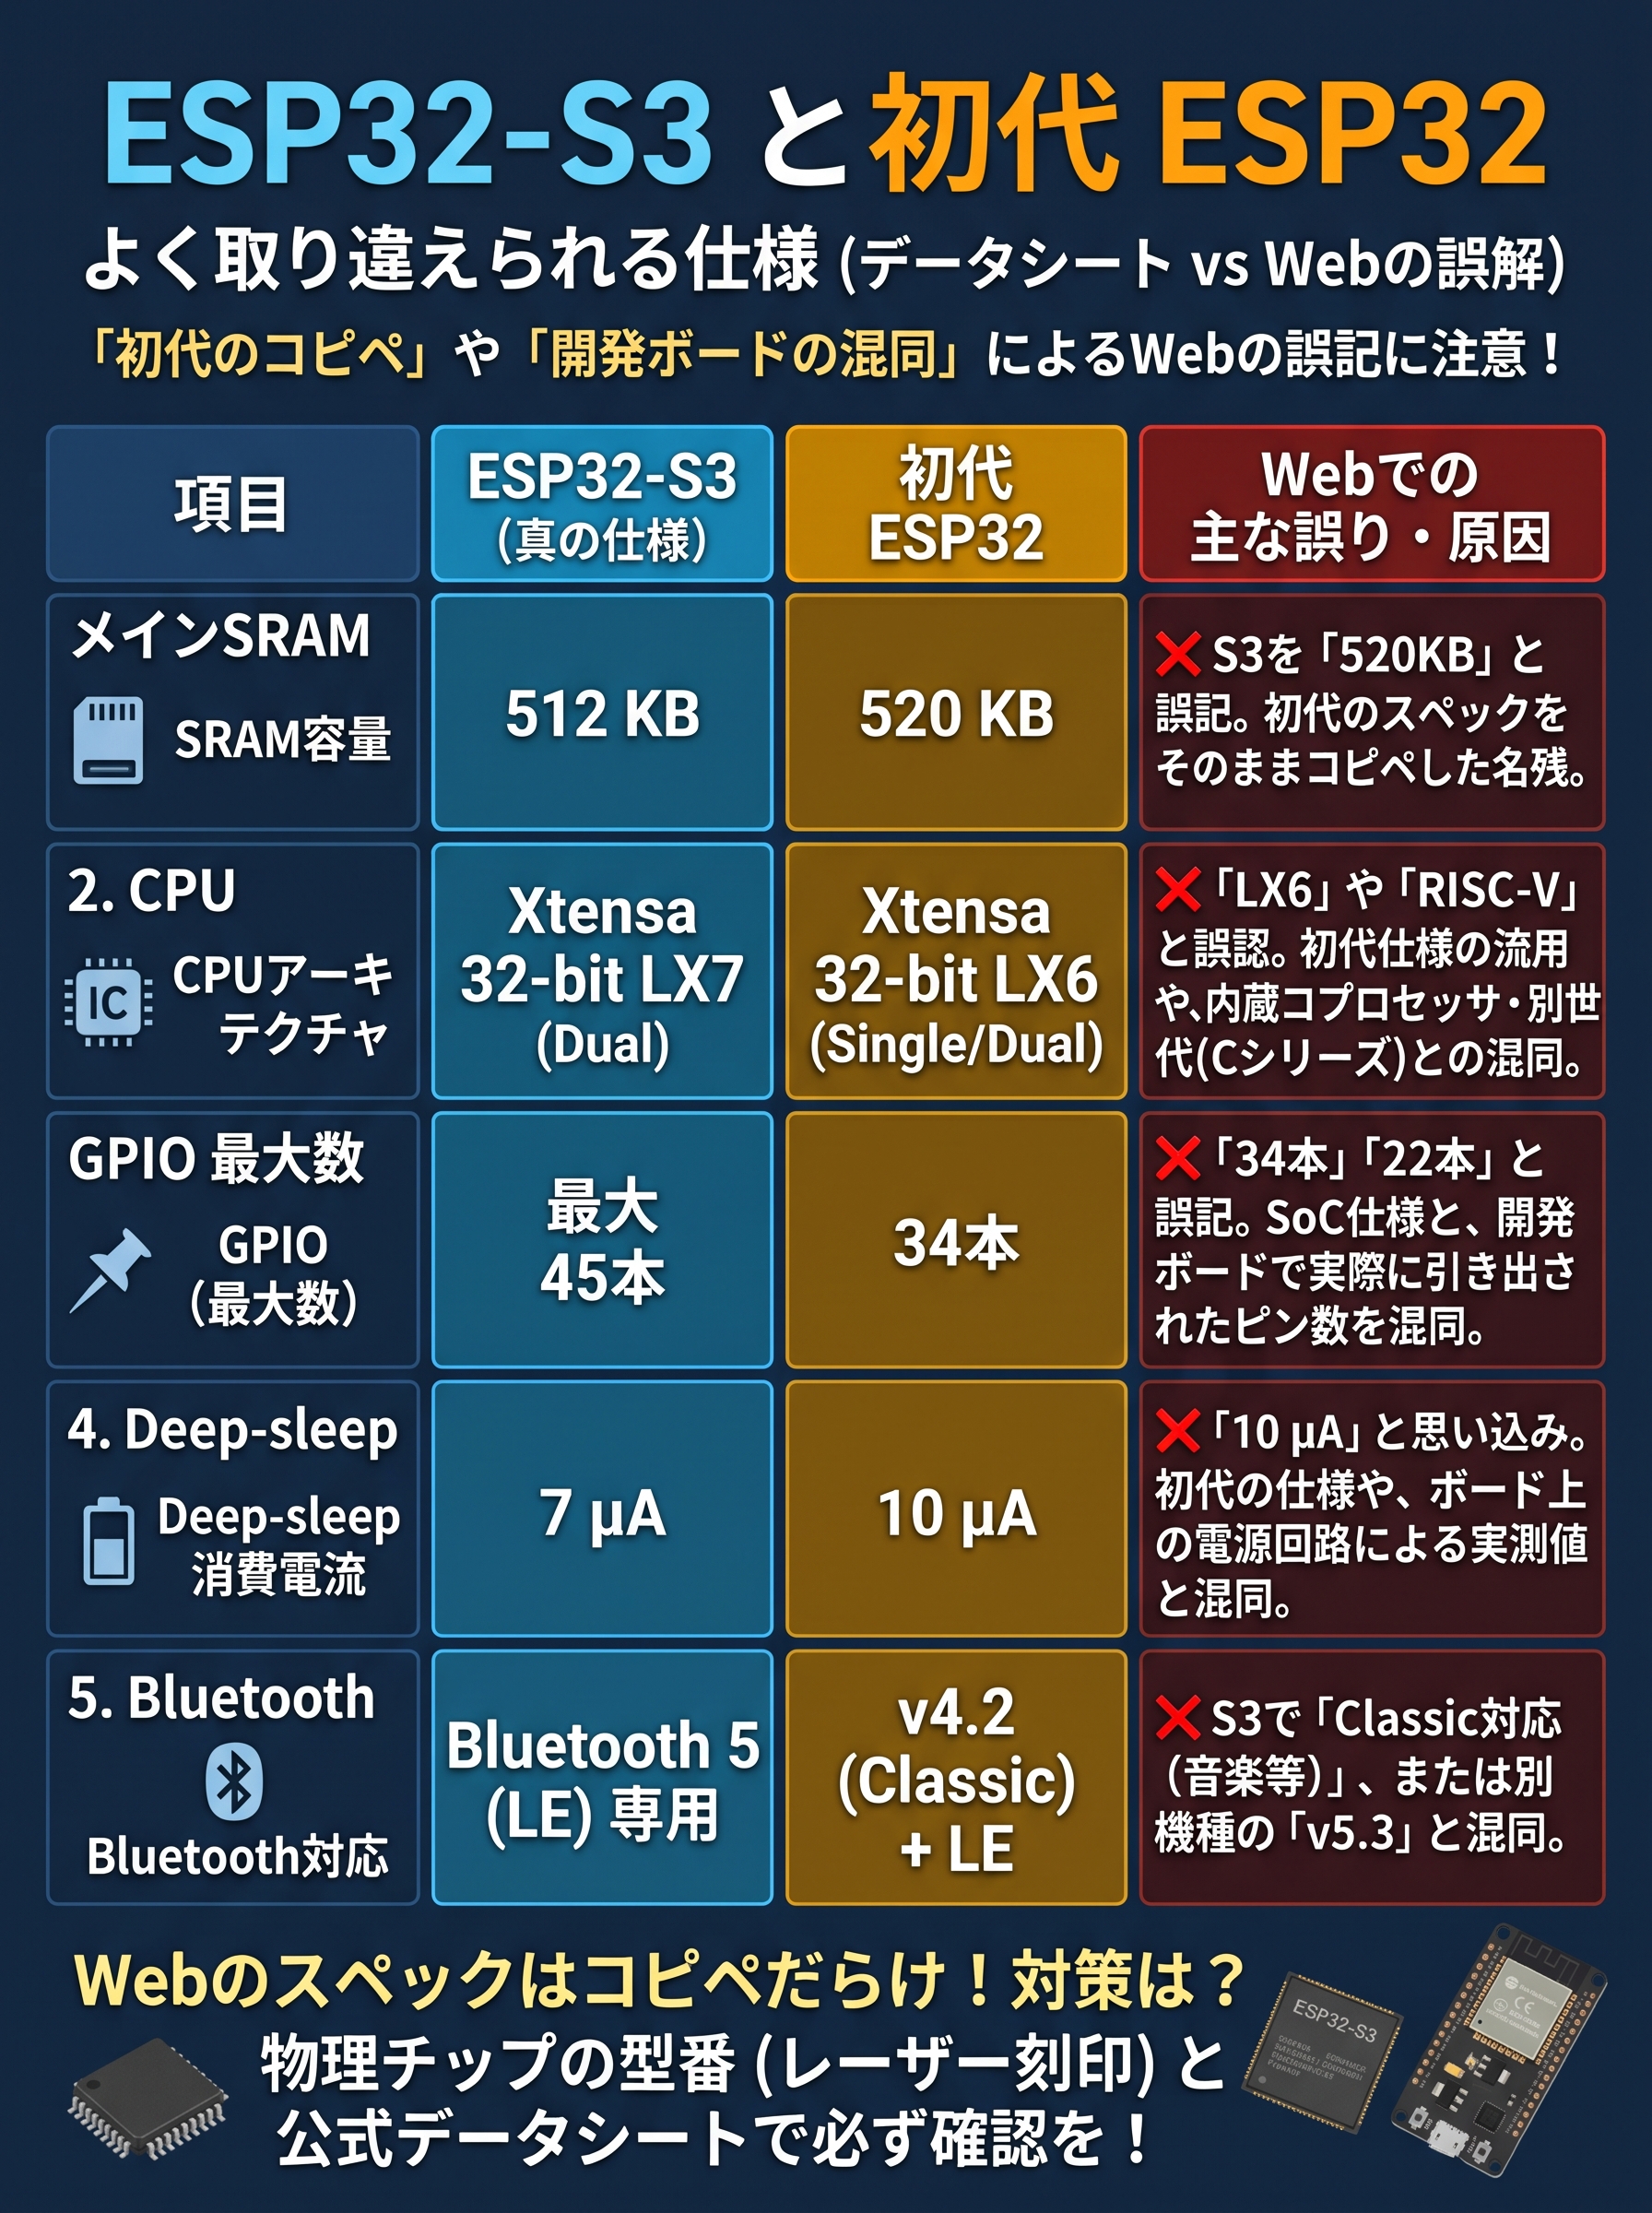 ESP32-S3 と初代 ESP32
よく取り違えられる仕様 (データシート vs Webの誤解)
「初代のコピペ」や「開発ボードの混同」によるWebの誤記に注意！
項目
ESP32-S3
(真の仕様)
初代
ESP32
Webでの
主な誤り・原因
メインSRAM
SRAM容量
512 KB
520 KB
❌ S3を「520KB」と
誤記。初代のスペックを
そのままコピペした名残。
2. CPU
IC
CPUアーキ
テクチャ
Xtensa
32-bit LX7
(Dual)
Xtensa
32-bit LX6
(Single/Dual)
❌「LX6」や「RISC-V」
と誤認。初代仕様の流用
や、内蔵コプロセッサ・別世
代(Cシリーズ)との混同。
GPIO 最大数
GPIO
（最大数）
最大
45本
34本
❌「34本」「22本」と
誤記。SoC仕様と、開発
ボードで実際に引き出さ
れたピン数を混同。
4. Deep-sleep
Deep-sleep
消費電流
7 µA
10 µA
❌「10 µA」と思い込み。
初代の仕様や、ボード上
の電源回路による実測値
と混同。
5. Bluetooth
Bluetooth対応
Bluetooth 5
(LE) 専用
v4.2
(Classic)
+ LE
❌ S3で「Classic対応
（音楽等）」、または別
機種の「v5.3」と混同。
Webのスペックはコピペだらけ！対策は？
物理チップの型番 (レーザー刻印) と
公式データシートで必ず確認を！
ESP32-S3
CE